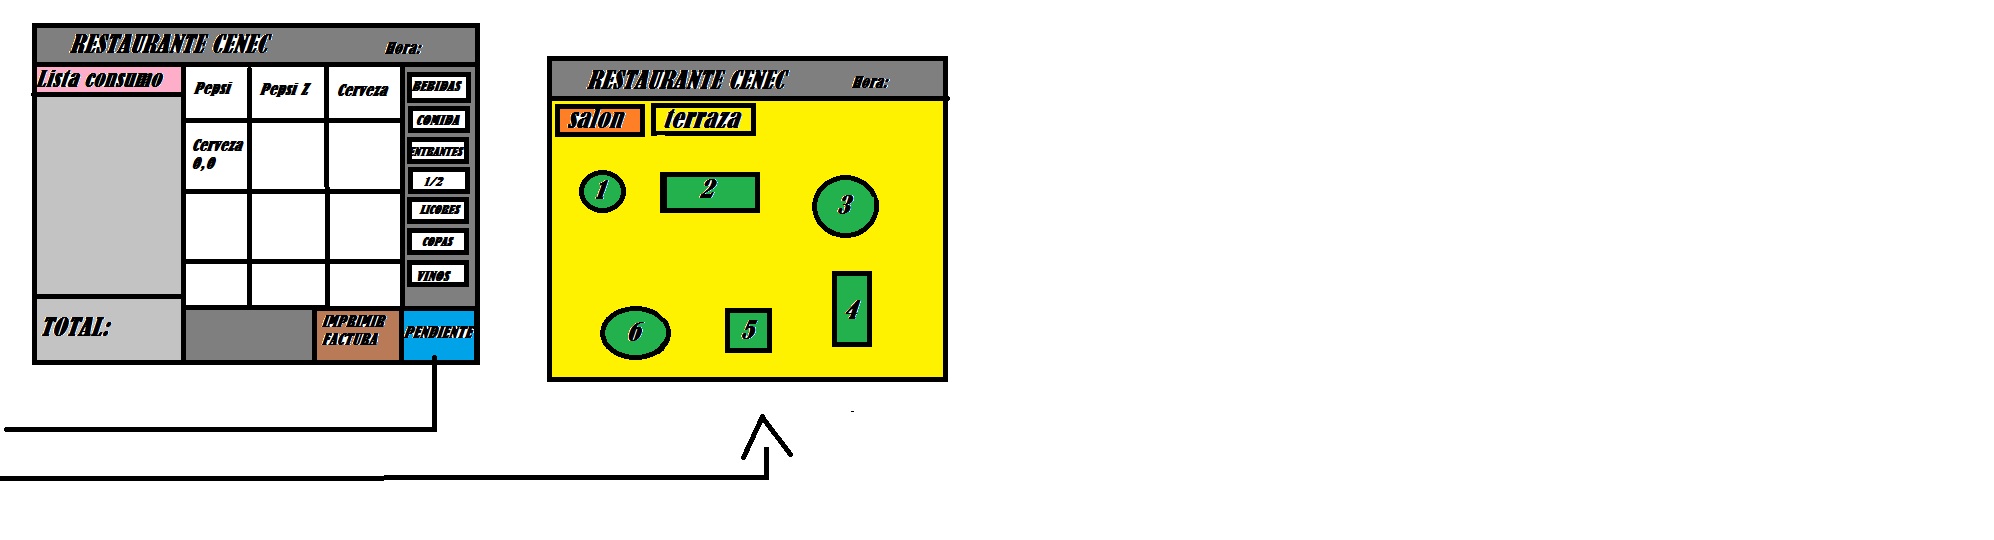 RESTAURANTE CENEC
Hora:
Lista consumo
Pepsi
Pepsi Z
Cerveza
Cerveza
0,0
BEBIDAS
COMIDA
ENTRANTES
1/2
LICORES
COPAS
VINOS
TOTAL:
IMPRIMIR
FACTURA
PENDIENTE
RESTAURANTE CENEC
Hora:
salon
terraza
1
2
3
4
5
6